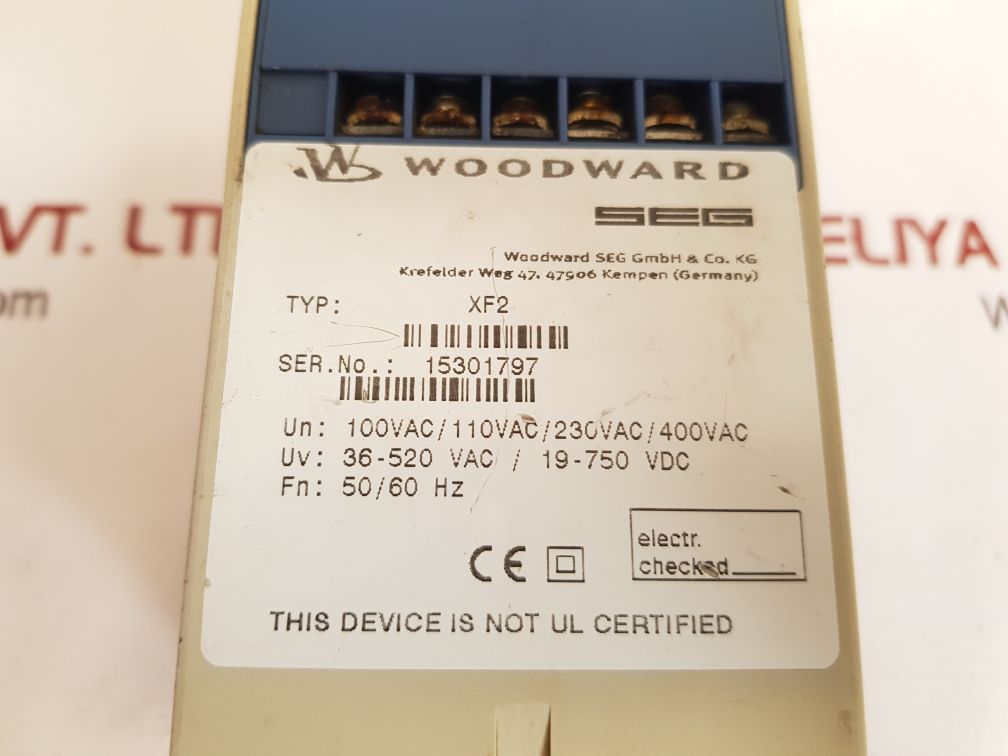 WOODWARD
SEG
Woodward SEG GmbH & Co. KG
Krefelder Weg 47, 47906 Kempen (Germany)
TYP: XF2
SER.No.: 15301797
Un: 100VAC/110VAC/230VAC/400VAC
Uv: 36-520 VAC / 19-750 VDC
Fn: 50/60 Hz
CE
electr.
checked
THIS DEVICE IS NOT UL CERTIFIED
VT. LT
ELIYA
om
W